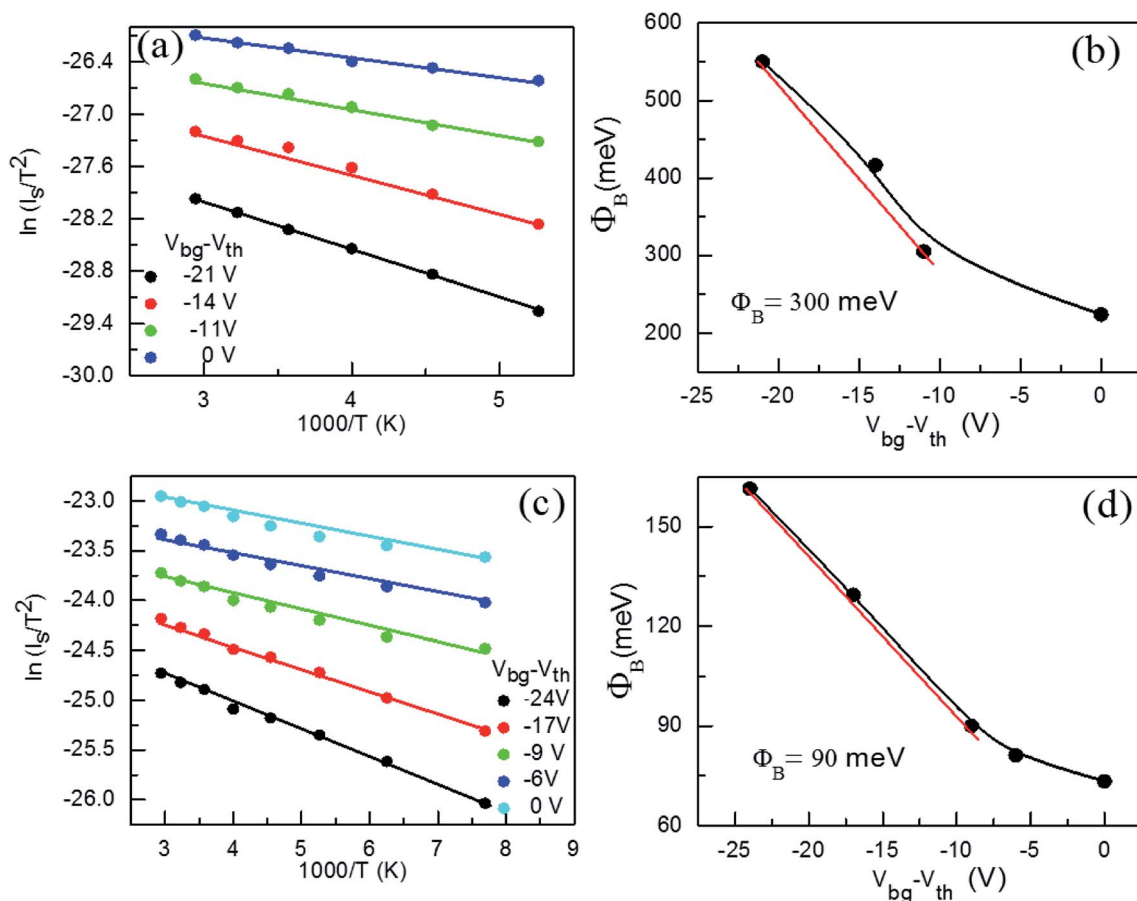 (a)
ln (I_S/T^2)
-26.4
-27.0
-27.6
-28.2
-28.8
-29.4
-30.0
V_bg-V_th
-21 V
-14 V
-11V
0 V
3 4 5
1000/T (K)
(b)
Φ_B(meV)
600
500
400
300
200
Φ_B= 300 meV
-25 -20 -15 -10 -5 0
V_bg-V_th (V)
(c)
ln (I_S/T^2)
-23.0
-23.5
-24.0
-24.5
-25.0
-25.5
-26.0
V_bg-V_th
-24V
-17V
-9 V
-6V
0 V
3 4 5 6 7 8 9
1000/T (K)
(d)
Φ_B(meV)
150
120
90
60
Φ_B= 90 meV
-25 -20 -15 -10 -5 0
V_bg-V_th (V)